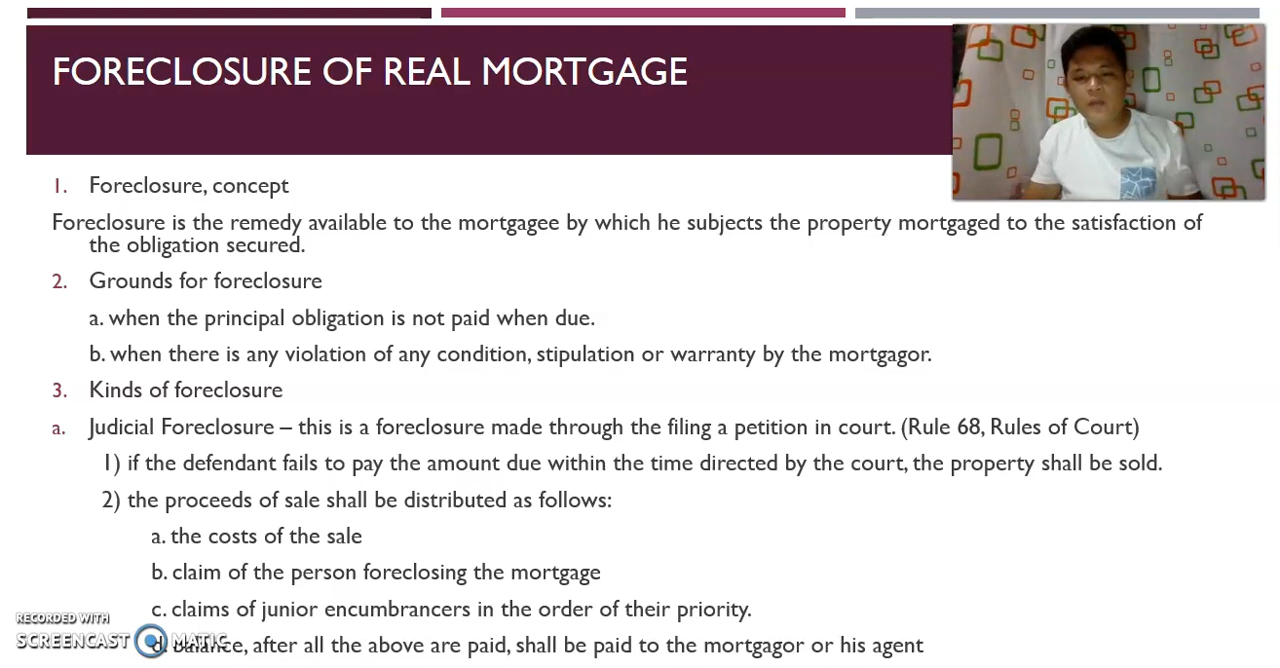 FORECLOSURE OF REAL MORTGAGE
1. Foreclosure, concept
Foreclosure is the remedy available to the mortgagee by which he subjects the property mortgaged to the satisfaction of
the obligation secured.
2. Grounds for foreclosure
a. when the principal obligation is not paid when due.
b. when there is any violation of any condition, stipulation or warranty by the mortgagor.
3. Kinds of foreclosure
a. Judicial Foreclosure – this is a foreclosure made through the filing a petition in court. (Rule 68, Rules of Court)
1) if the defendant fails to pay the amount due within the time directed by the court, the property shall be sold.
2) the proceeds of sale shall be distributed as follows:
a. the costs of the sale
b. claim of the person foreclosing the mortgage
c. claims of junior encumbrancers in the order of their priority.
d. balance, after all the above are paid, shall be paid to the mortgagor or his agent
RECORDED WITH
SCREENCAST MATIC